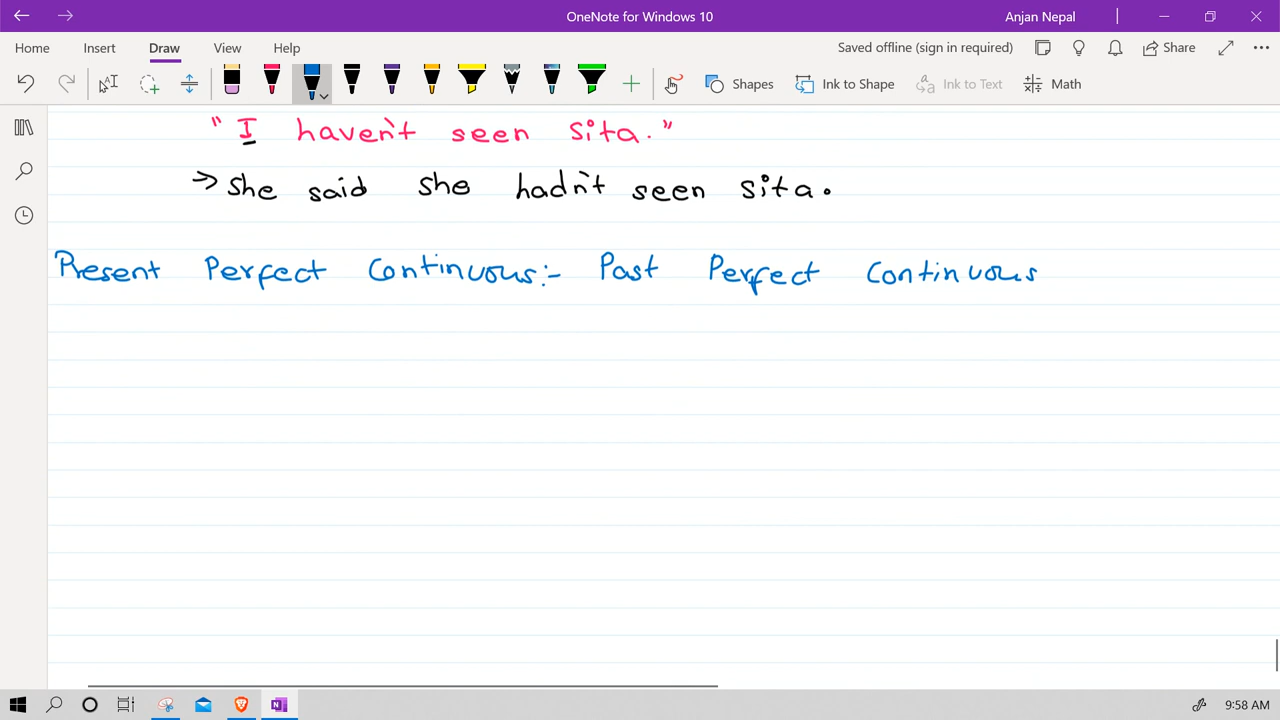 OneNote for Windows 10
Anjan Nepal
Home Insert Draw View Help
Saved offline (sign in required)
Share
Shapes
Ink to Shape
Ink to Text
Math
"I haven't seen sita."
→ She said she hadn't seen sita.
Present Perfect Continuous:- Past Perfect Continuous
9:58 AM